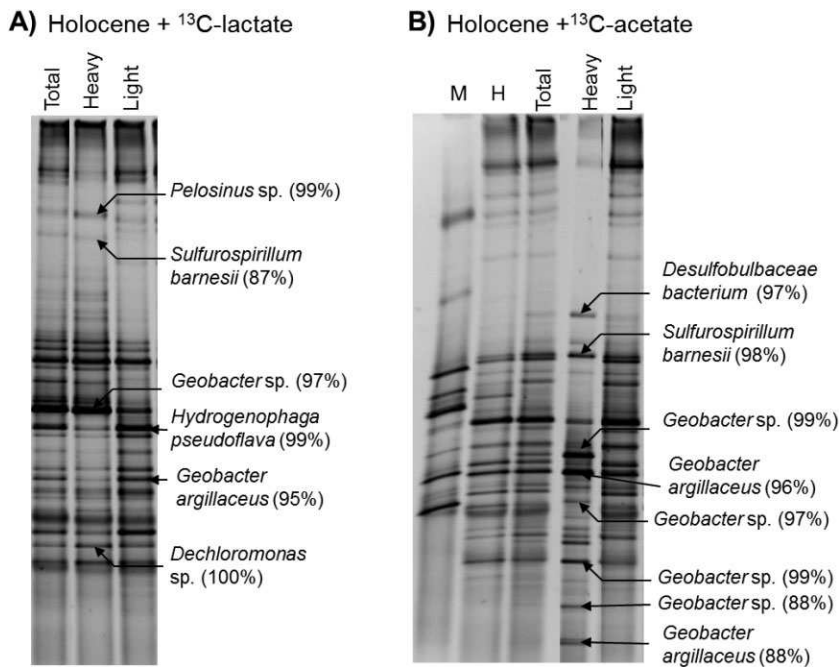 A) Holocene + ¹³C-lactate
Total
Heavy
Light
Pelosinus sp. (99%)
Sulfurospirillum
barnesii (87%)
Geobacter sp. (97%)
Hydrogenophaga
pseudoflava (99%)
Geobacter
argillaceus (95%)
Dechloromonas
sp. (100%)
B) Holocene +¹³C-acetate
M
H
Total
Heavy
Light
Desulfobulbaceae
bacterium (97%)
Sulfurospirillum
barnesii (98%)
Geobacter sp. (99%)
Geobacter
argillaceus (96%)
Geobacter sp. (97%)
Geobacter sp. (99%)
Geobacter sp. (88%)
Geobacter
argillaceus (88%)